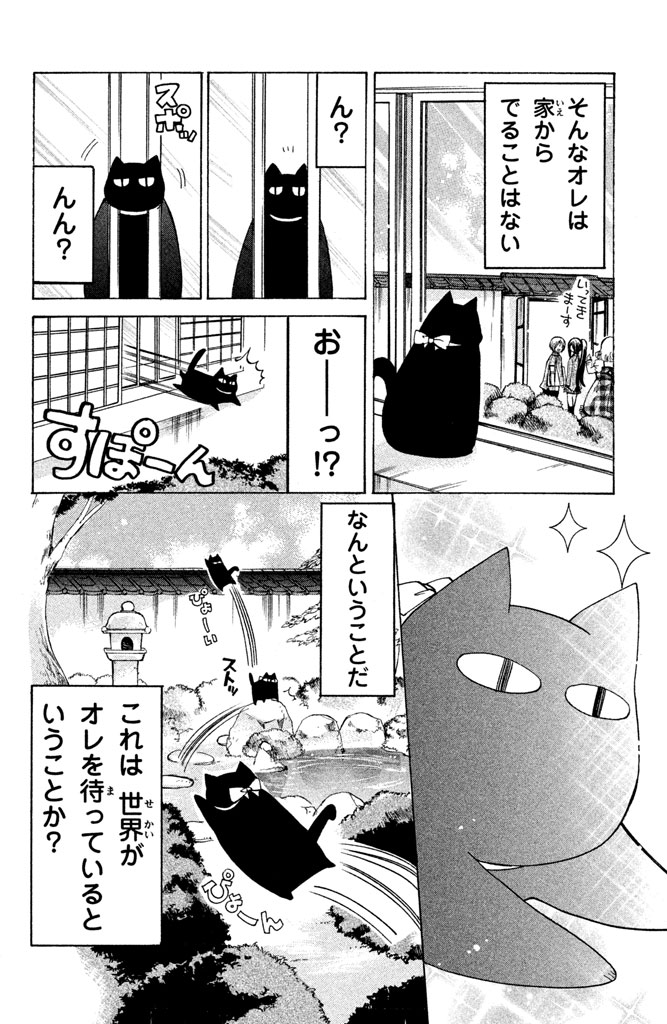 そんなオレは
家から
でることはない
いってき
まーす
ん？
スポッ
んん？
おーーっ!?
すぽーん
なんということだ
ぴょーい
ストッ
ぴょーん
これは 世界が
オレを待っていると
いうことか？